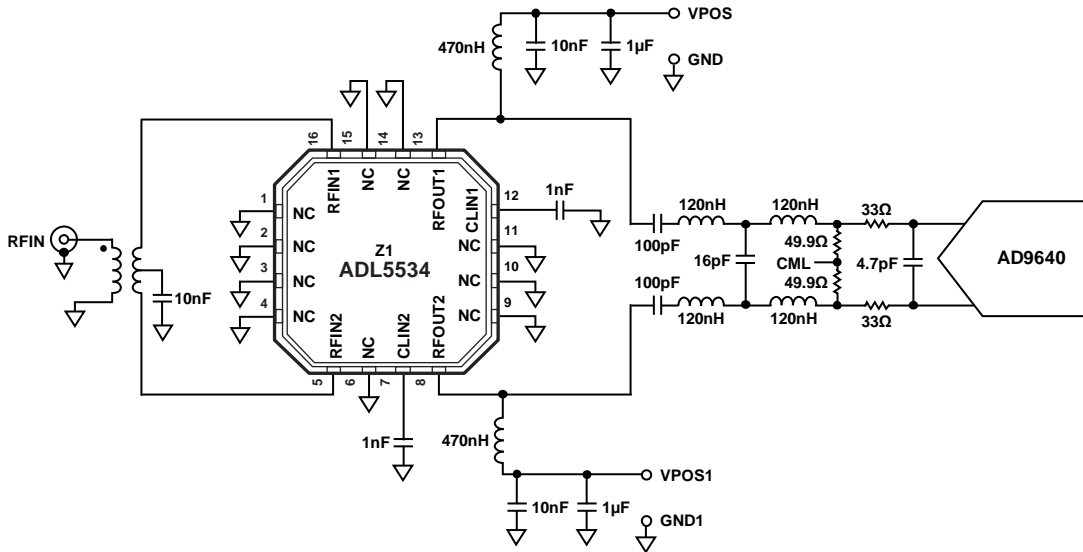 VPOS
470nH
10nF
1µF
GND
16
15
14
13
RFIN1
NC
NC
RFOUT1
CLIN1
12
1nF
1
NC
11
NC
2
NC
10
NC
3
NC
9
NC
4
NC
Z1
ADL5534
RFIN
10nF
RFIN2
NC
CLIN2
RFOUT2
5
6
7
8
1nF
100pF
120nH
120nH
33Ω
49.9Ω
16pF
CML
4.7pF
AD9640
100pF
49.9Ω
120nH
120nH
33Ω
470nH
VPOS1
10nF
1µF
GND1